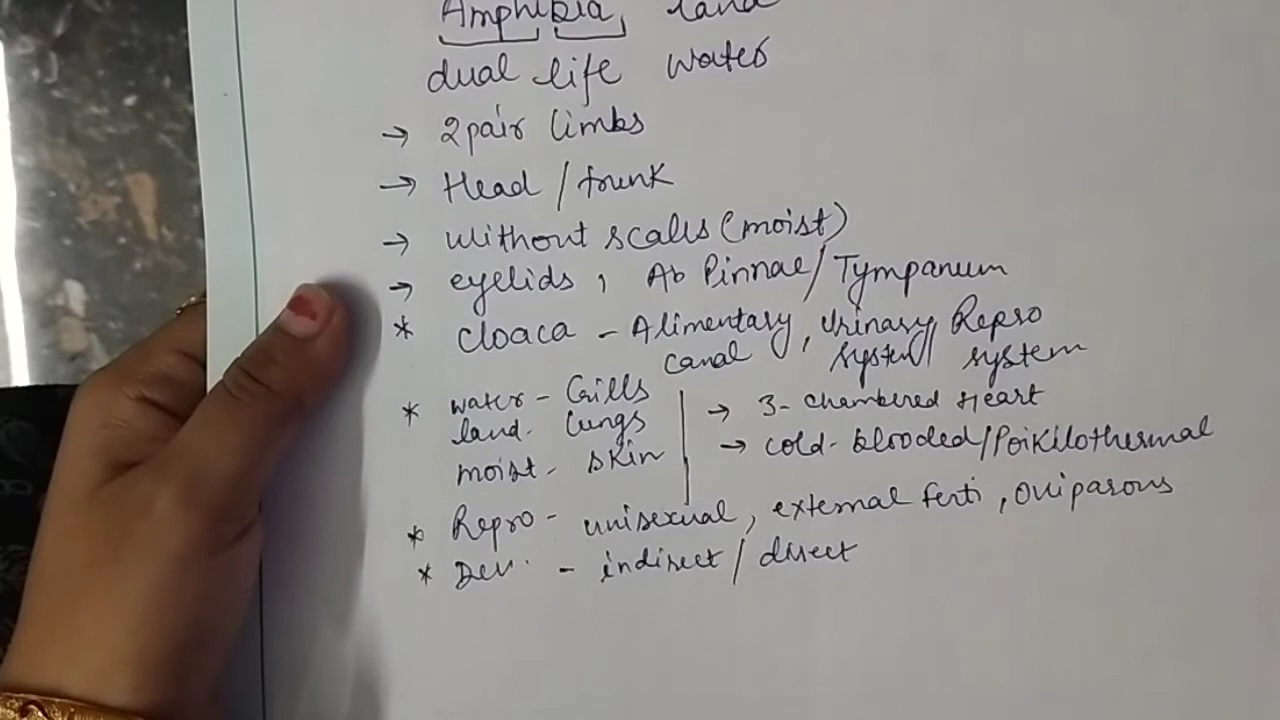 Amphibia, land
dual life water
→ 2pair limbs
→ Head / trunk
→ without scales (moist)
→ eyelids, Ab Pinnae/Tympanum
* cloaca - Alimentary canal, Urinary system, Repro system
* water - Gills
land - lungs
moist - skin
→ 3-chambered Heart
→ cold-blooded/Poikilothermal
* Repro - unisexual, external ferti, oviparous
* Dev. - indirect / direct